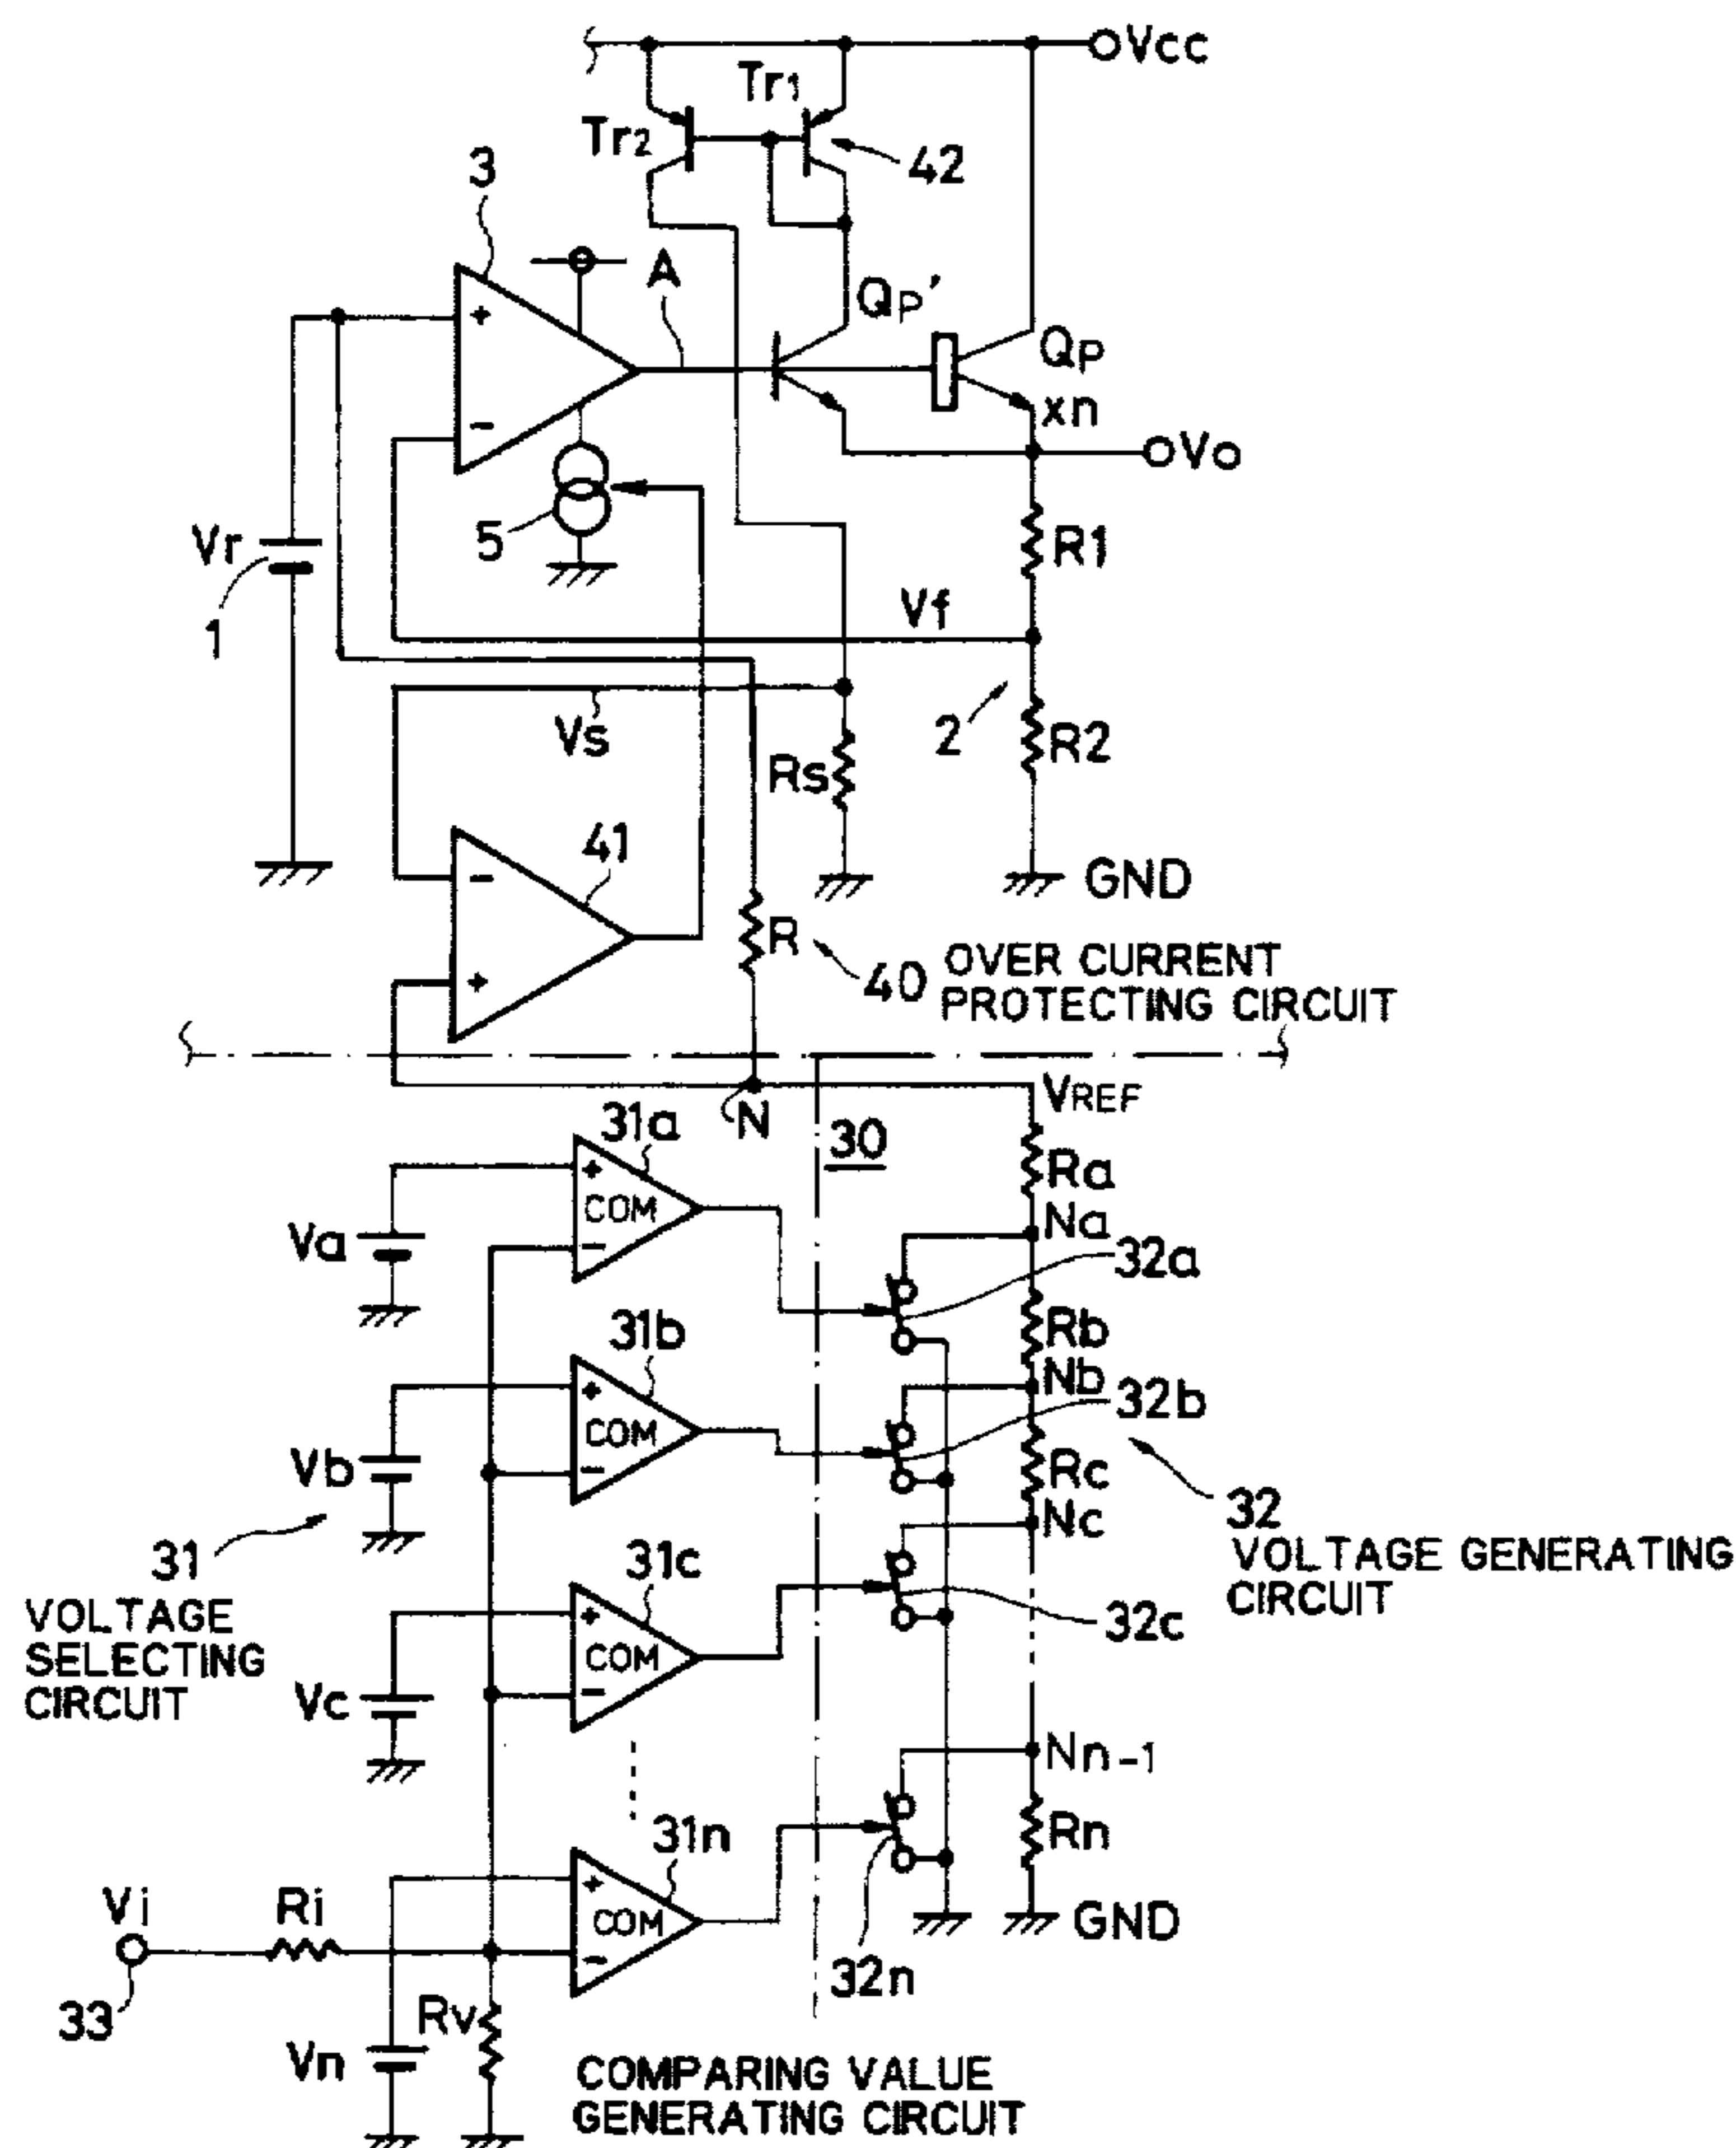 Vcc
Tr1
Tr2
42
3
A
QP'
QP
xn
+
-
Vo
5
R1
Vr
1
Vf
2
R2
Vs
Rs
41
-
+
R
GND
40
OVER CURRENT
PROTECTING CIRCUIT
VREF
N
30
31a
+
COM
-
Ra
Na
32a
Va
31b
+
COM
-
Rb
Nb
32b
Vb
Rc
Nc
32
VOLTAGE GENERATING
CIRCUIT
31
VOLTAGE
SELECTING
CIRCUIT
31c
+
COM
-
32c
Vc
Nn-1
31n
+
COM
-
Rn
GND
Vi
Ri
33
32n
Rv
Vn
COMPARING VALUE
GENERATING CIRCUIT